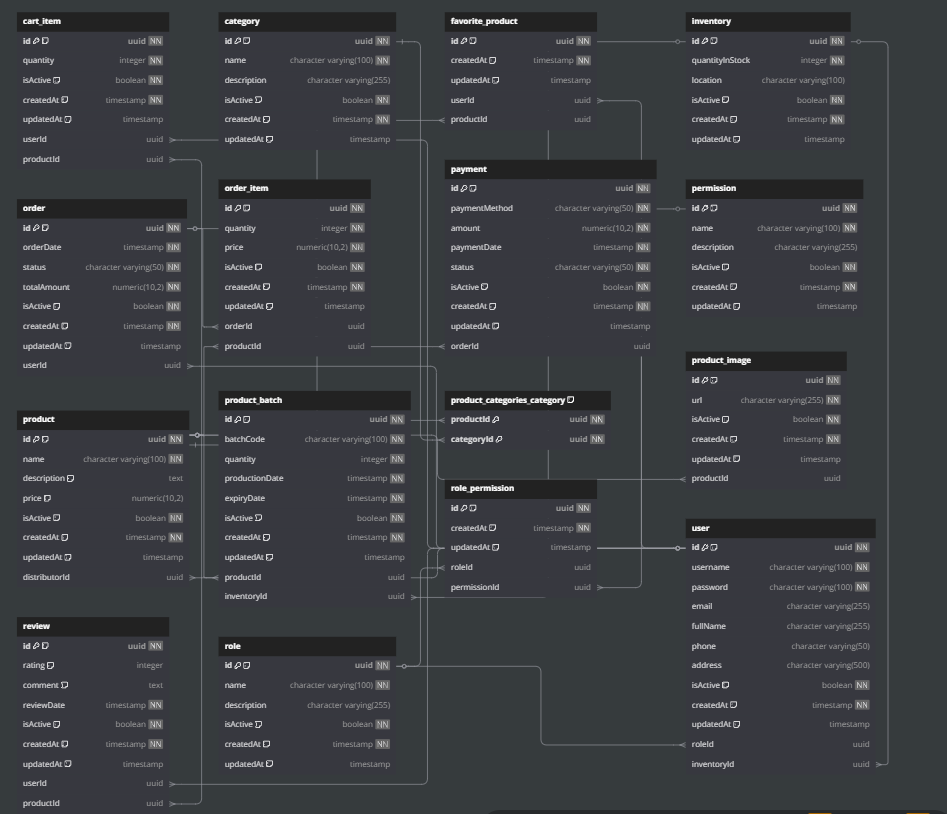 cart_item
id uuid NN
quantity integer NN
isActive boolean NN
createdAt timestamp NN
updatedAt timestamp
userId uuid
productId uuid
category
id uuid NN
name character varying(100) NN
description character varying(255)
isActive boolean NN
createdAt timestamp NN
updatedAt timestamp
favorite_product
id uuid NN
createdAt timestamp NN
updatedAt timestamp
userId uuid
productId uuid
inventory
id uuid NN
quantityInStock integer NN
location character varying(100)
isActive boolean NN
createdAt timestamp NN
updatedAt timestamp
order
id uuid NN
orderDate timestamp NN
status character varying(50) NN
totalAmount numeric(10,2) NN
isActive boolean NN
createdAt timestamp NN
updatedAt timestamp
userId uuid
order_item
id uuid NN
quantity integer NN
price numeric(10,2) NN
isActive boolean NN
createdAt timestamp NN
updatedAt timestamp
orderId uuid
productId uuid
payment
id uuid NN
paymentMethod character varying(50) NN
amount numeric(10,2) NN
paymentDate timestamp NN
status character varying(50) NN
isActive boolean NN
createdAt timestamp NN
updatedAt timestamp
orderId uuid
permission
id uuid NN
name character varying(100) NN
description character varying(255)
isActive boolean NN
createdAt timestamp NN
updatedAt timestamp
product
id uuid NN
name character varying(100) NN
description text
price numeric(10,2)
isActive boolean NN
createdAt timestamp NN
updatedAt timestamp
distributorId uuid
product_batch
id uuid NN
batchCode character varying(100) NN
quantity integer NN
productionDate timestamp NN
expiryDate timestamp NN
isActive boolean NN
createdAt timestamp NN
updatedAt timestamp
productId uuid
inventoryId uuid
product_categories_category
productId uuid NN
categoryId uuid NN
product_image
id uuid NN
url character varying(255) NN
isActive boolean NN
createdAt timestamp NN
updatedAt timestamp
productId uuid
role_permission
id uuid NN
createdAt timestamp NN
updatedAt timestamp
roleId uuid
permissionId uuid
user
id uuid NN
username character varying(100) NN
password character varying(100) NN
email character varying(255)
fullName character varying(255)
phone character varying(50)
address character varying(500)
isActive boolean NN
createdAt timestamp NN
updatedAt timestamp
roleId uuid
inventoryId uuid
review
id uuid NN
rating integer
comment text
reviewDate timestamp NN
isActive boolean NN
createdAt timestamp NN
updatedAt timestamp
userId uuid
productId uuid
role
id uuid NN
name character varying(100) NN
description character varying(255)
isActive boolean NN
createdAt timestamp NN
updatedAt timestamp